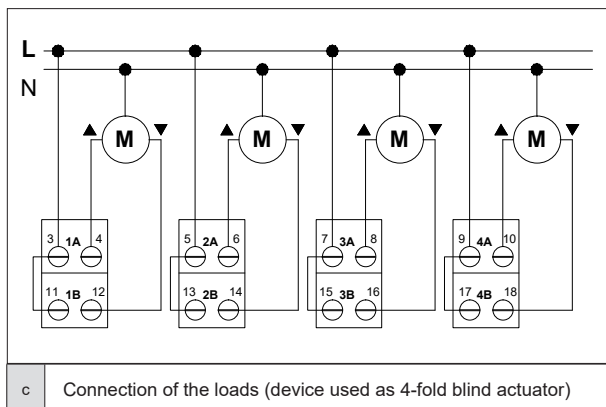 L
N
▲ M ▼ ▲ M ▼ ▲ M ▼ ▲ M ▼
3 1A 4 5 2A 6 7 3A 8 9 4A 10
11 1B 12 13 2B 14 15 3B 16 17 4B 18
c Connection of the loads (device used as 4-fold blind actuator)